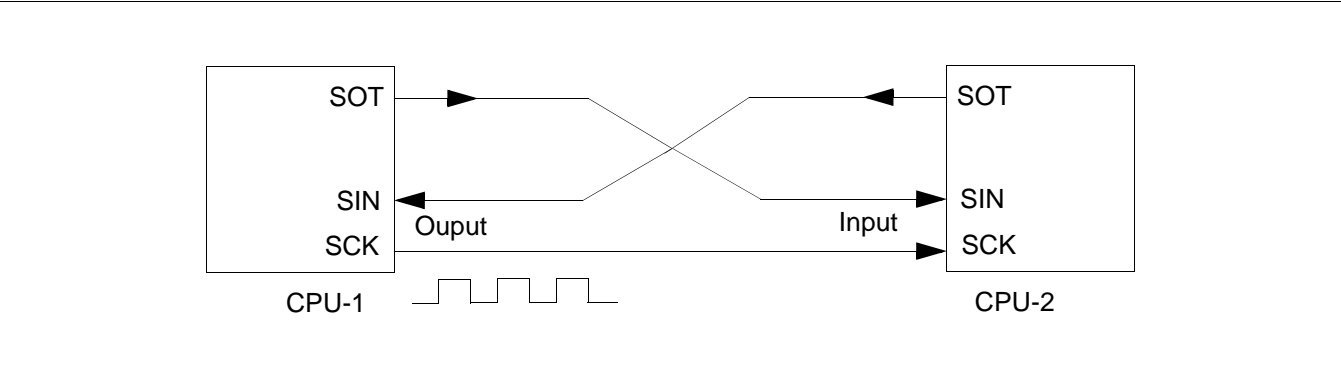 SOT
SOT
SIN
SIN
Ouput
Input
SCK
SCK
CPU-1
CPU-2